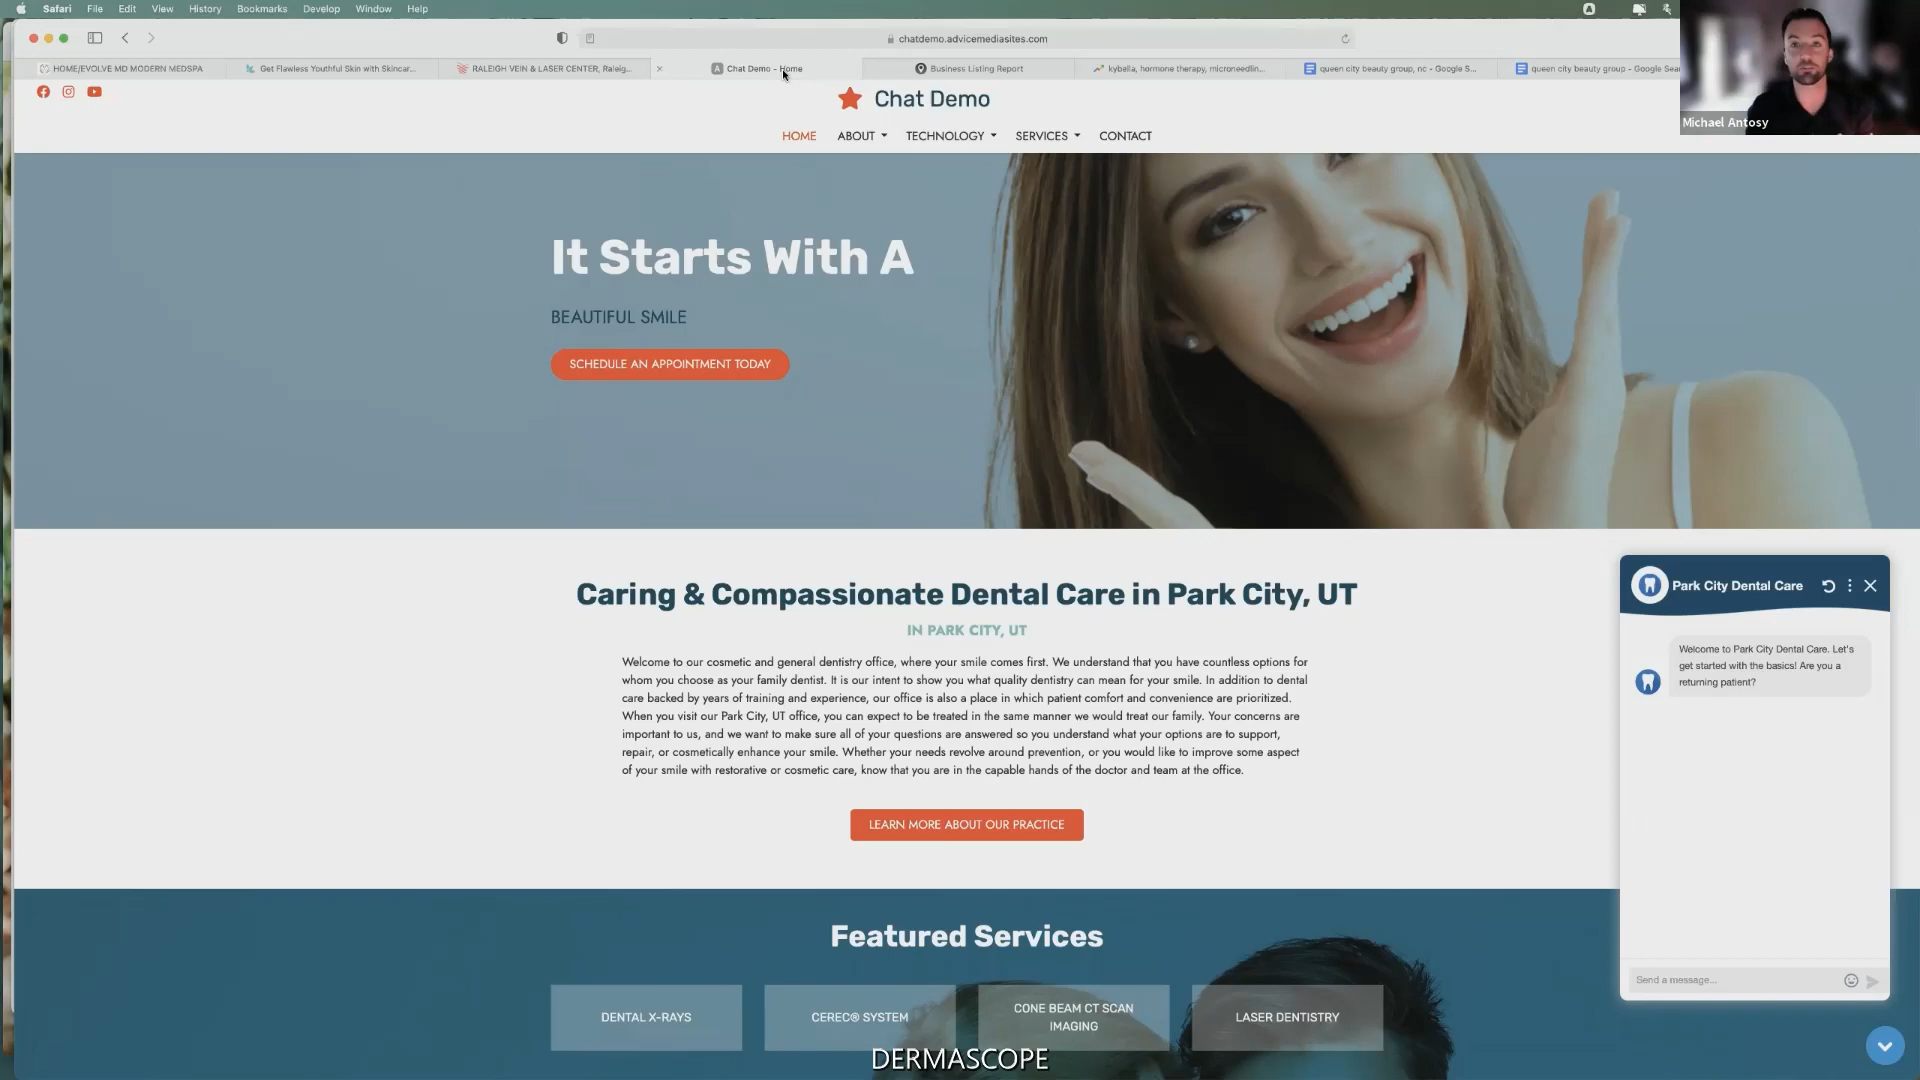 Safari File Edit View History Bookmarks Develop Window Help
chatdemo.advicemediasites.com
HOME/EVOLVE MD MODERN MEDSPA
Get Flawless Youthful Skin with Skincar...
RALEIGH VEIN & LASER CENTER, Raleig...
Chat Demo - Home
Business Listing Report
kybella, hormone therapy, microneedlin...
queen city beauty group, nc - Google S...
queen city beauty group - Google Sear
Michael Antosy
Chat Demo
HOME ABOUT TECHNOLOGY SERVICES CONTACT
It Starts With A
BEAUTIFUL SMILE
SCHEDULE AN APPOINTMENT TODAY
Caring & Compassionate Dental Care in Park City, UT
IN PARK CITY, UT
Welcome to our cosmetic and general dentistry office, where your smile comes first. We understand that you have countless options for
whom you choose as your family dentist. It is our intent to show you what quality dentistry can mean for your smile. In addition to dental
care backed by years of training and experience, our office is also a place in which patient comfort and convenience are prioritized.
When you visit our Park City, UT office, you can expect to be treated in the same manner we would treat our family. Your concerns are
important to us, and we want to make sure all of your questions are answered so you understand what your options are to support,
repair, or cosmetically enhance your smile. Whether your needs revolve around prevention, or you would like to improve some aspect
of your smile with restorative or cosmetic care, know that you are in the capable hands of the doctor and team at the office.
LEARN MORE ABOUT OUR PRACTICE
Park City Dental Care
Welcome to Park City Dental Care. Let's
get started with the basics! Are you a
returning patient?
Send a message...
Featured Services
DENTAL X-RAYS
CEREC® SYSTEM
CONE BEAM CT SCAN
IMAGING
LASER DENTISTRY
DERMASCOPE